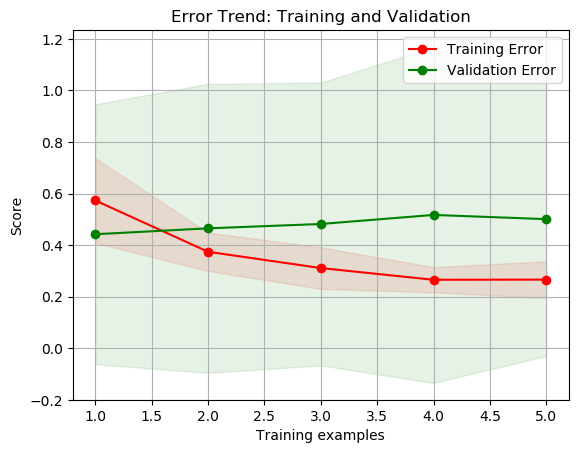 Error Trend: Training and Validation
Training Error
Validation Error
1.2
1.0
0.8
0.6
0.4
0.2
0.0
−0.2
Score
1.0 1.5 2.0 2.5 3.0 3.5 4.0 4.5 5.0
Training examples